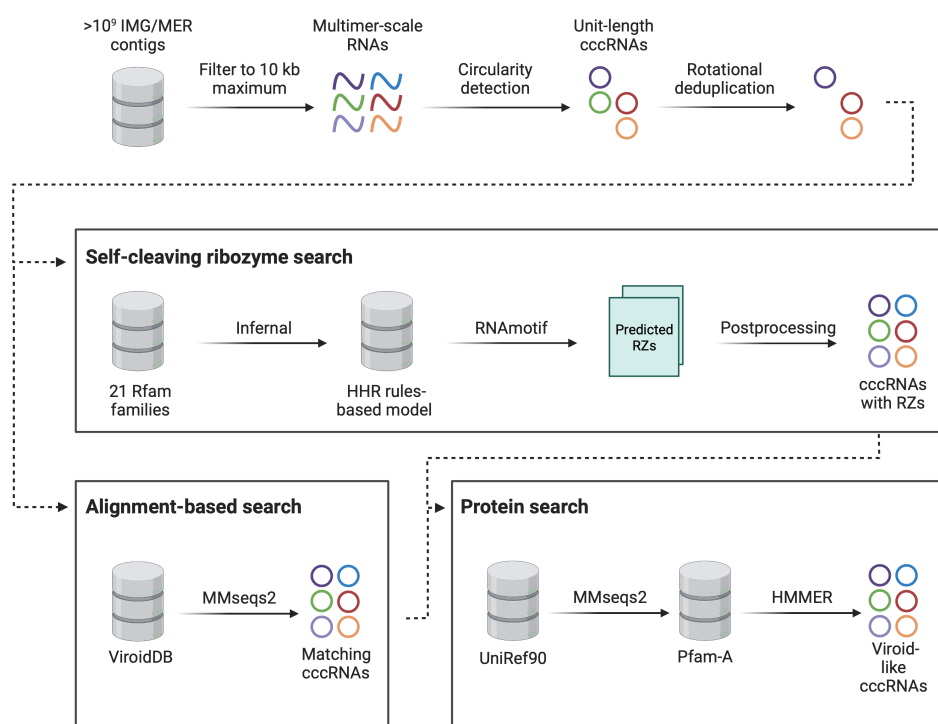 >10⁹ IMG/MER
contigs
Filter to 10 kb
maximum
Multimer-scale
RNAs
Circularity
detection
Unit-length
cccRNAs
Rotational
deduplication
Self-cleaving ribozyme search
21 Rfam
families
Infernal
HHR rules-
based model
RNAmotif
Predicted
RZs
Postprocessing
cccRNAs
with RZs
Alignment-based search
ViroidDB
MMseqs2
Matching
cccRNAs
Protein search
UniRef90
MMseqs2
Pfam-A
HMMER
Viroid-
like
cccRNAs